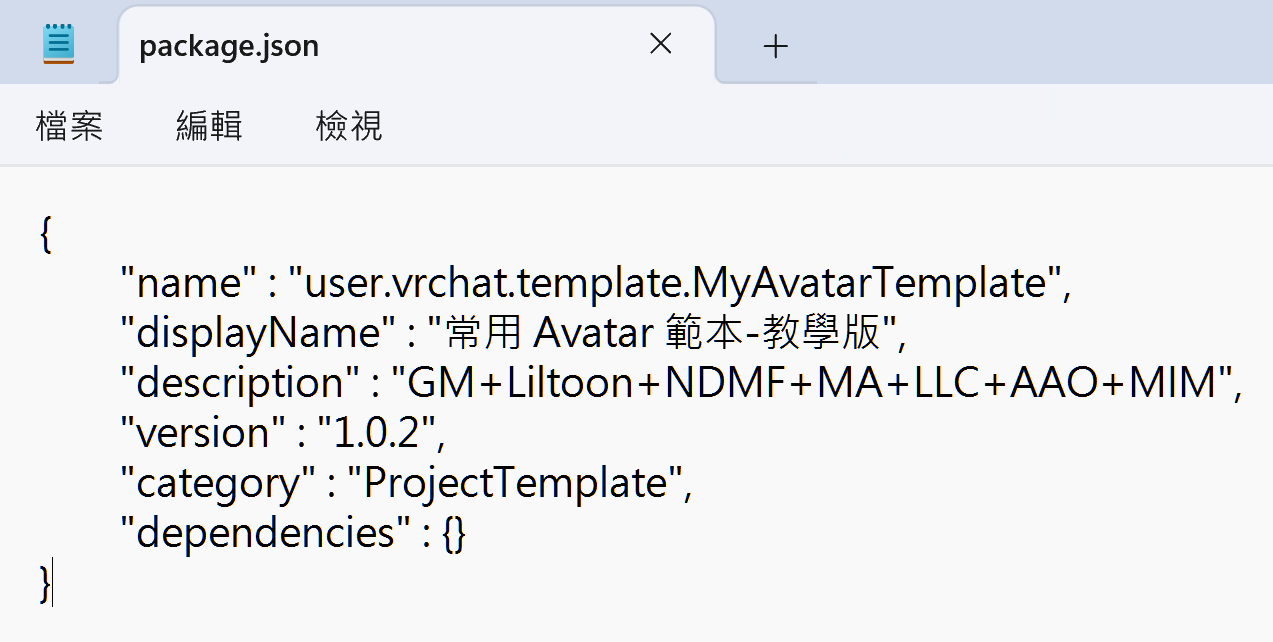 package.json
檔案 編輯 檢視
{
"name" : "user.vrchat.template.MyAvatarTemplate",
"displayName" : "常用 Avatar 範本-教學版",
"description" : "GM+Liltoon+NDMF+MA+LLC+AAO+MIM",
"version" : "1.0.2",
"category" : "ProjectTemplate",
"dependencies" : {}
}